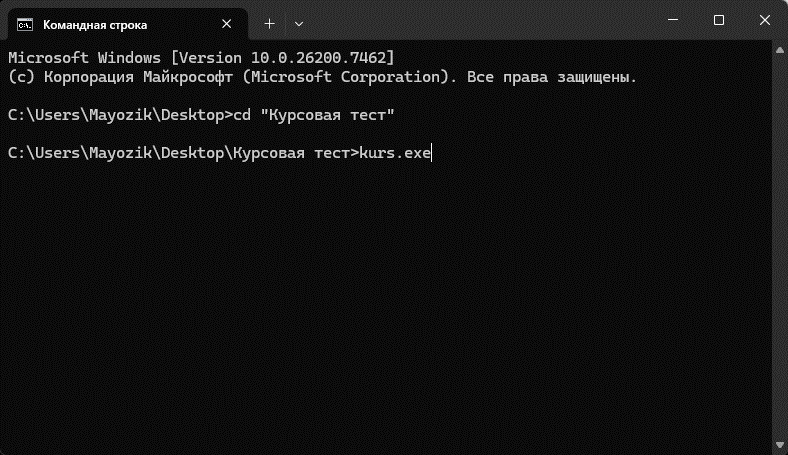 Командная строка
Microsoft Windows [Version 10.0.26200.7462]
(c) Корпорация Майкрософт (Microsoft Corporation). Все права защищены.
C:\Users\Mayozik\Desktop>cd "Курсовая тест"
C:\Users\Mayozik\Desktop\Курсовая тест>kurs.exe